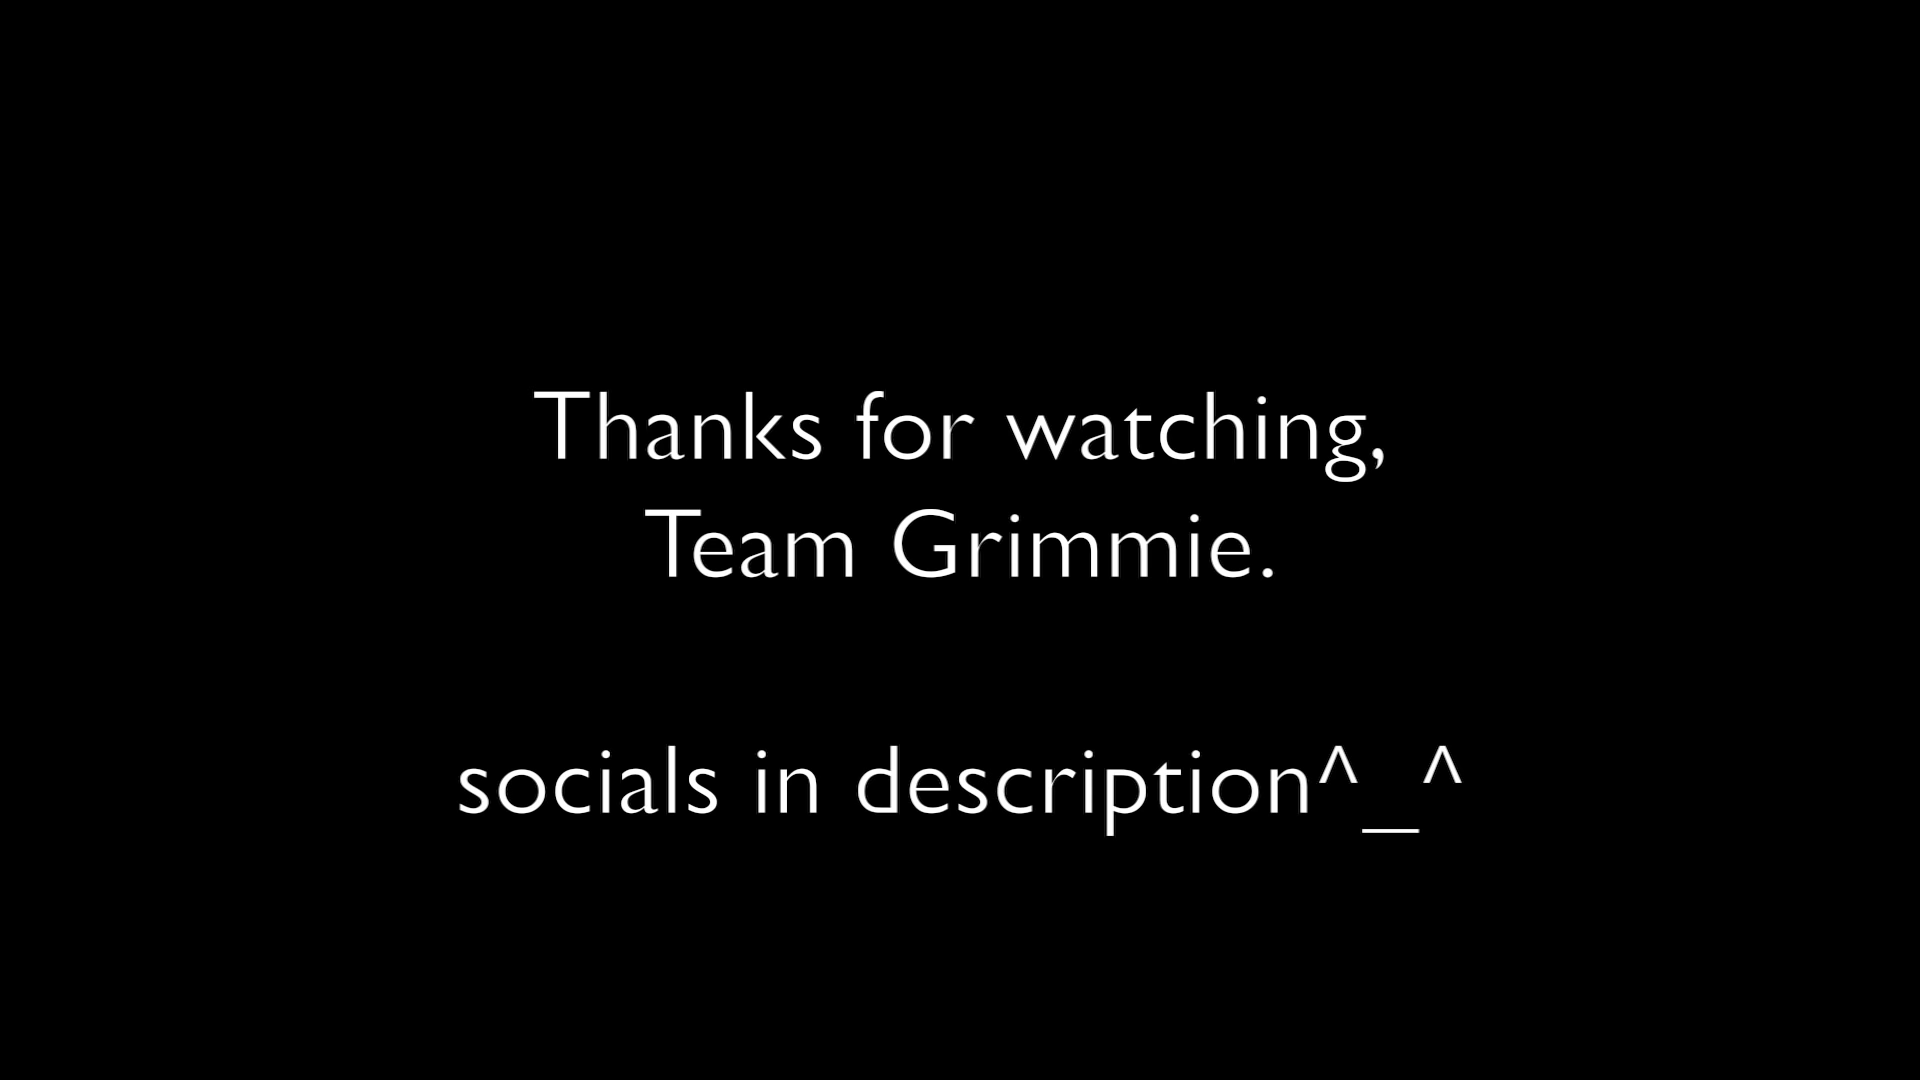 Thanks for watching,
Team Grimmie.
socials in description^_^